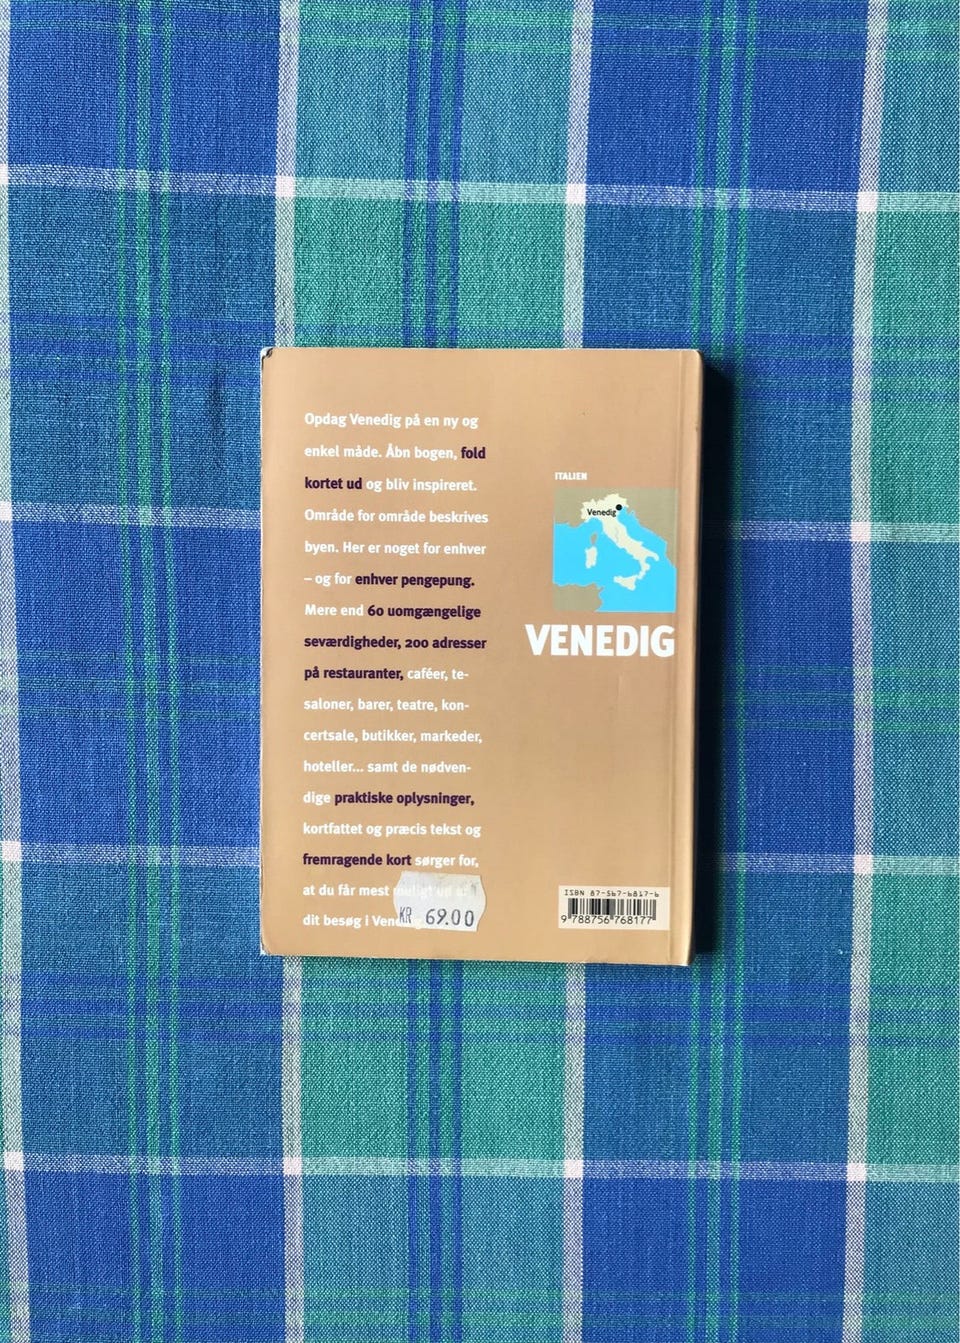 Opdag Venedig på en ny og
enkel måde. Åbn bogen, fold
kortet ud og bliv inspireret.
Område for område beskrives
byen. Her er noget for enhver
– og for enhver pengepung.
Mere end 60 uomgængelige
seværdigheder, 200 adresser
på restauranter, caféer, te-
saloner, barer, teatre, kon-
certsale, butikker, markeder,
hoteller... samt de nødven-
dige praktiske oplysninger,
kortfattet og præcis tekst og
fremragende kort sørger for,
at du får mest muligt ud
dit besøg i
KR 69.00
ITALIEN
Venedig
VENEDIG
ISBN 87-567-6817-6
9 788756 768177